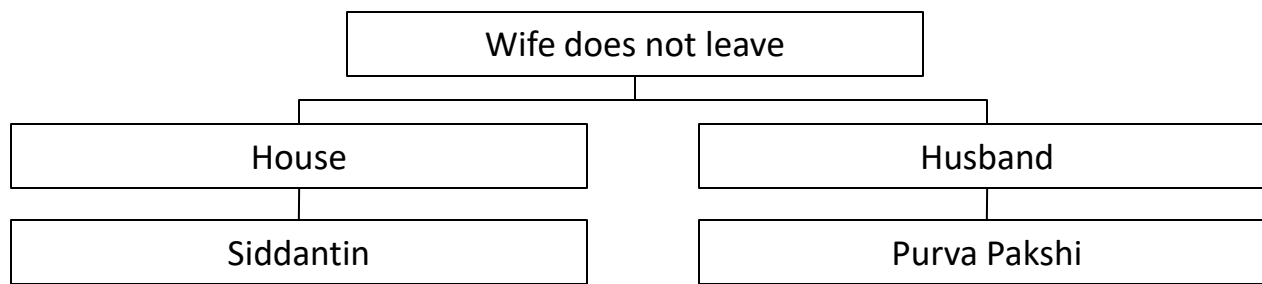 Wife does not leave
House
Husband
Siddantin
Purva Pakshi